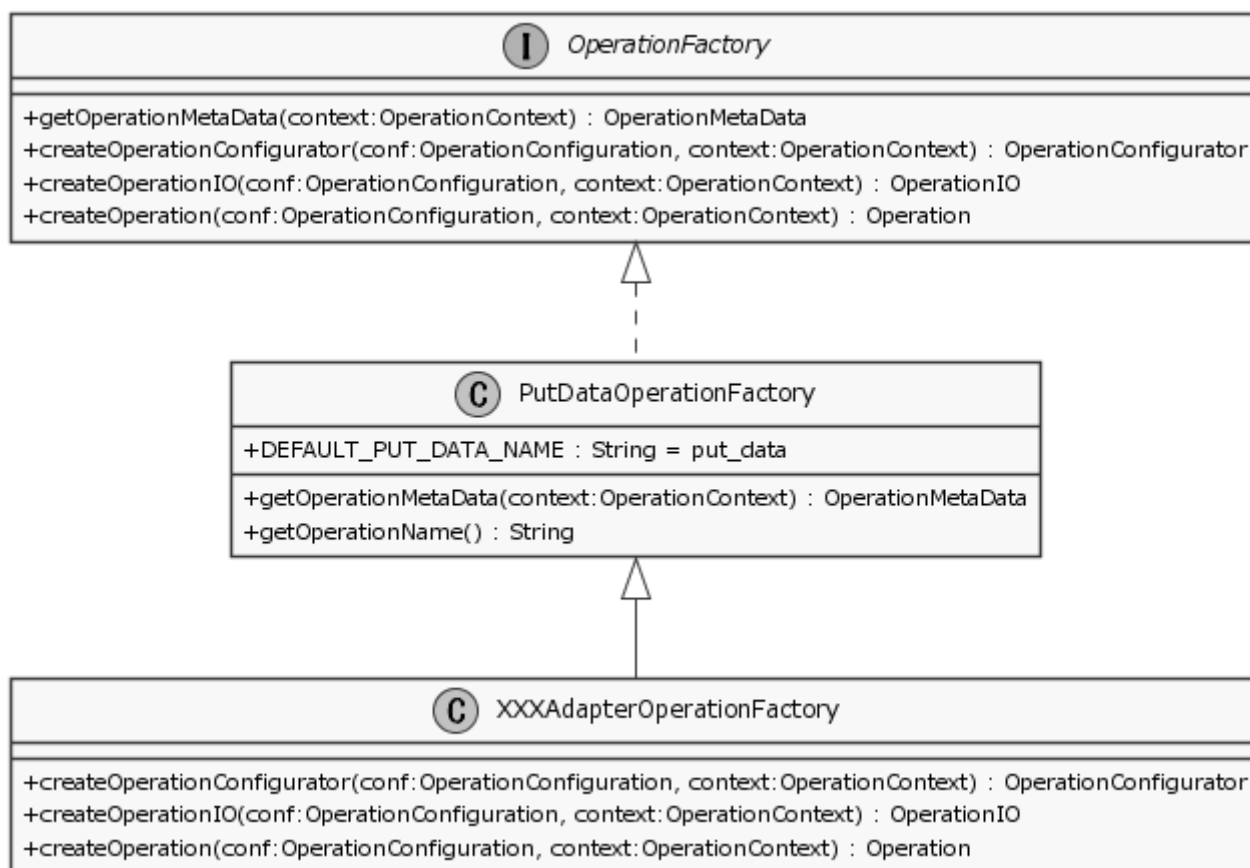 I OperationFactory
+getOperationMetaData(context:OperationContext) : OperationMetaData
+createOperationConfigurator(conf:OperationConfiguration, context:OperationContext) : OperationConfigurator
+createOperationIO(conf:OperationConfiguration, context:OperationContext) : OperationIO
+createOperation(conf:OperationConfiguration, context:OperationContext) : Operation
C PutDataOperationFactory
+DEFAULT_PUT_DATA_NAME : String = put_data
+getOperationMetaData(context:OperationContext) : OperationMetaData
+getOperationName() : String
C XXXAdapterOperationFactory
+createOperationConfigurator(conf:OperationConfiguration, context:OperationContext) : OperationConfigurator
+createOperationIO(conf:OperationConfiguration, context:OperationContext) : OperationIO
+createOperation(conf:OperationConfiguration, context:OperationContext) : Operation